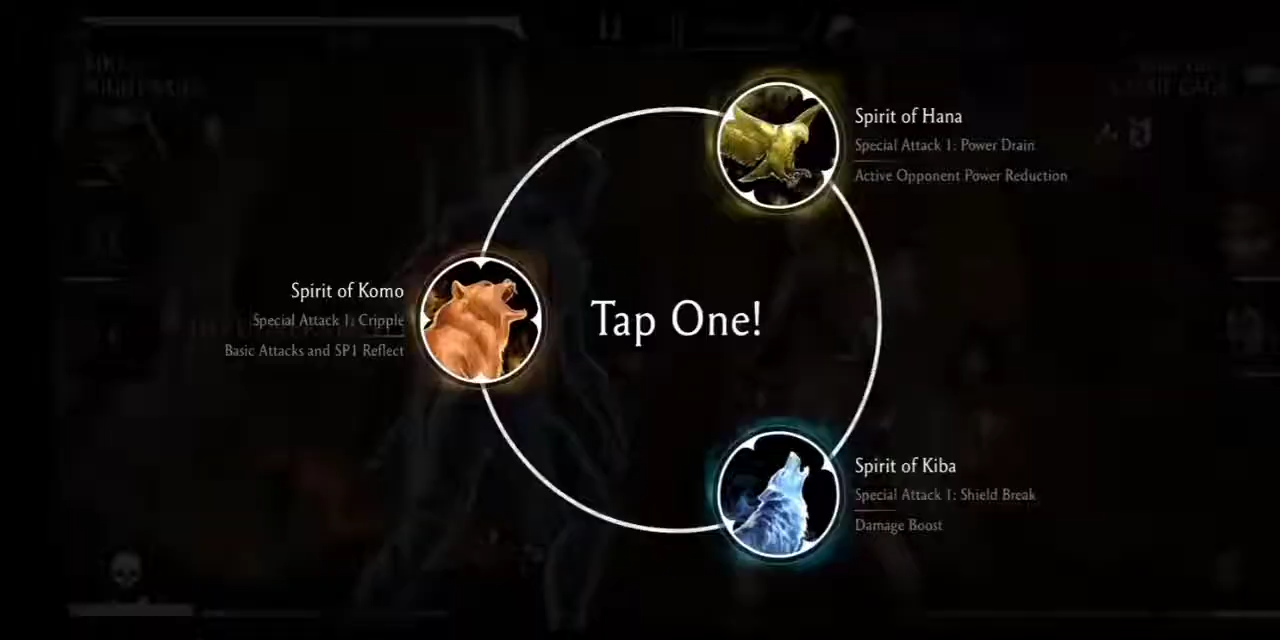 Spirit of Hana
Special Attack 1: Power Drain
Active Opponent Power Reduction
Spirit of Komo
Special Attack 1: Cripple
Basic Attacks and SP1 Reflect
Tap One!
Spirit of Kiba
Special Attack 1: Shield Break
Damage Boost